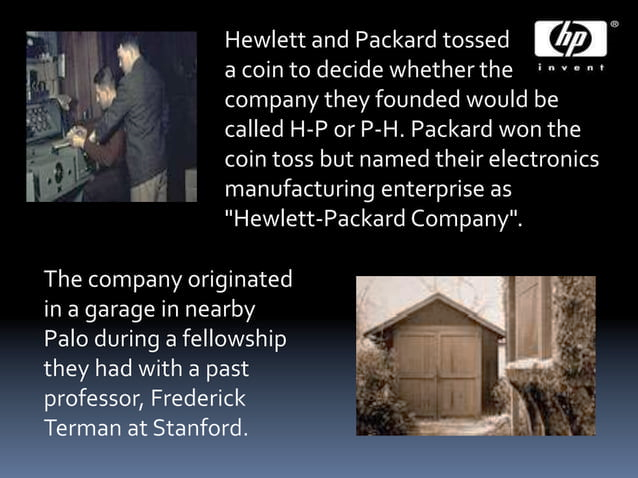 Hewlett and Packard tossed
a coin to decide whether the
company they founded would be
called H-P or P-H. Packard won the
coin toss but named their electronics
manufacturing enterprise as
"Hewlett-Packard Company".
hp ®
invent
The company originated
in a garage in nearby
Palo during a fellowship
they had with a past
professor, Frederick
Terman at Stanford.